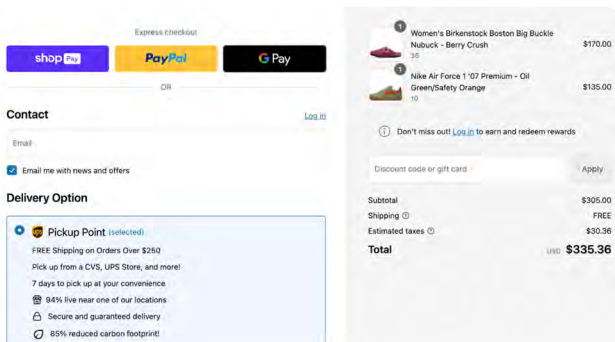 Express checkout
shop Pay
PayPal
G Pay
OR
Contact
Log in
Email
Email me with news and offers
Delivery Option
Pickup Point (selected)
FREE Shipping on Orders Over $250
Pick up from a CVS, UPS Store, and more!
7 days to pick up at your convenience
94% live near one of our locations
Secure and guaranteed delivery
85% reduced carbon footprint!
1
Women's Birkenstock Boston Big Buckle
Nubuck - Berry Crush
36
$170.00
1
Nike Air Force 1 '07 Premium - Oil
Green/Safety Orange
10
$135.00
Don't miss out! Log in to earn and redeem rewards
Discount code or gift card
Apply
Subtotal
$305.00
Shipping
FREE
Estimated taxes
$30.36
Total
USD $335.36